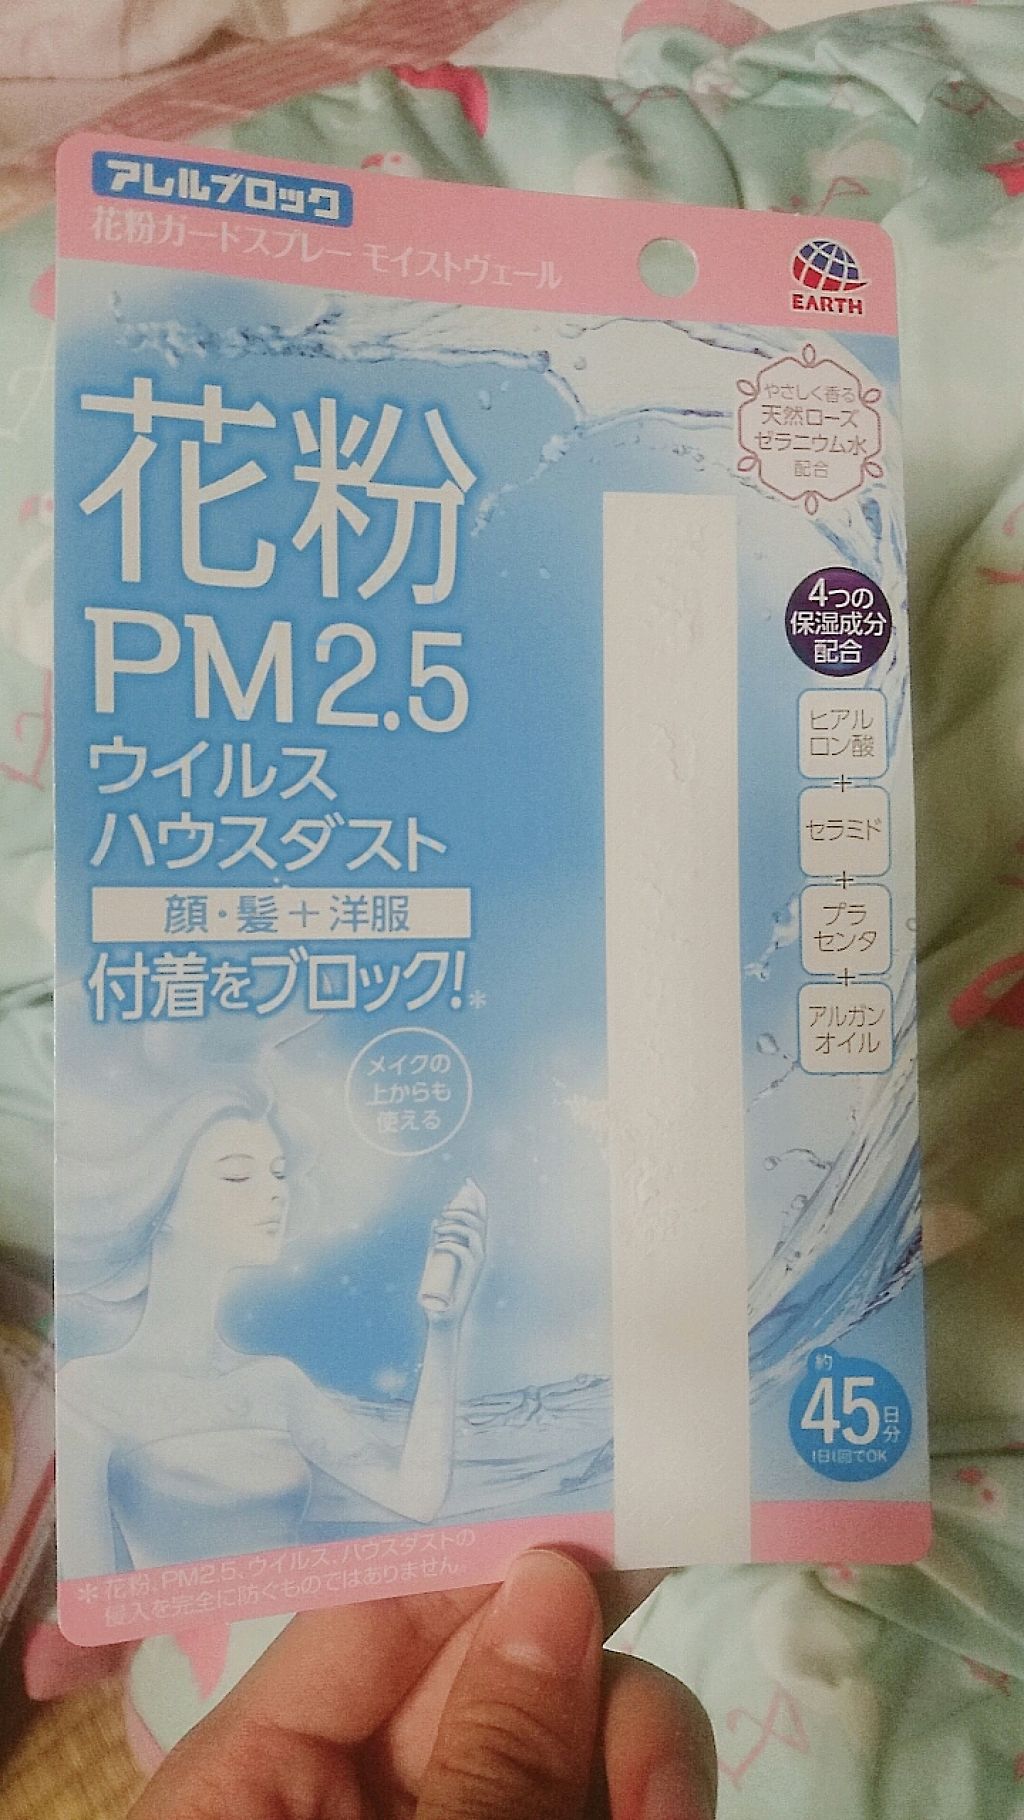 アレルブロック
花粉ガードスプレー モイストヴェール
EARTH
やさしく香る
天然ローズ
ゼラニウム水
配合
花粉
PM2.5
ウイルス
ハウスダスト
顔・髪+洋服
付着をブロック!*
メイクの
上からも
使える
4つの
保湿成分
配合
ヒアル
ロン酸
+
セラミド
+
プラ
センタ
+
アルガン
オイル
約
45日分
1日1回でOK
*花粉、PM2.5、ウイルス、ハウスダストの
侵入を完全に防ぐものではありません。